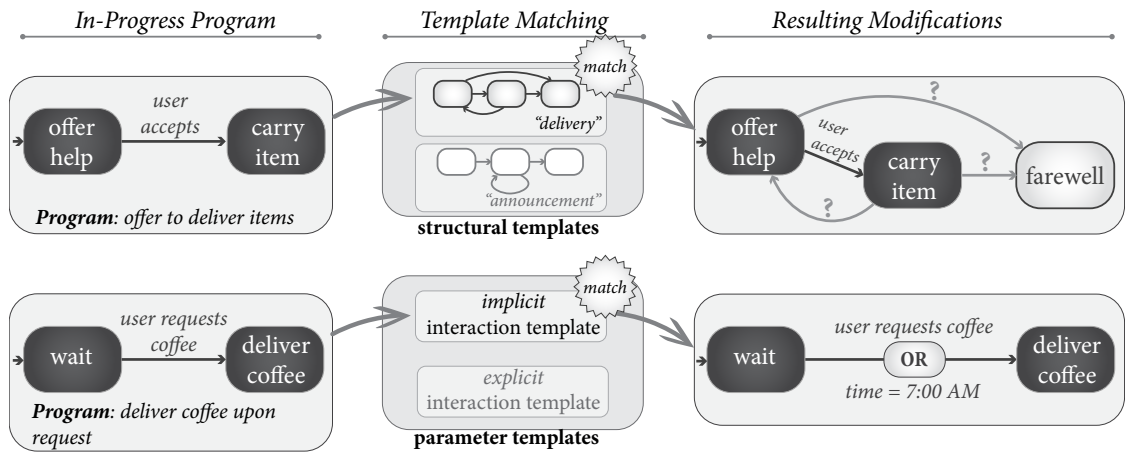 In-Progress Program
Template Matching
Resulting Modifications
offer
help
user
accepts
carry
item
Program: offer to deliver items
match
“delivery”
“announcement”
structural templates
offer
help
user
accepts
carry
item
?
?
?
farewell
wait
user requests
coffee
deliver
coffee
Program: deliver coffee upon
request
match
implicit
interaction template
explicit
interaction template
parameter templates
wait
user requests coffee
OR
time = 7:00 AM
deliver
coffee